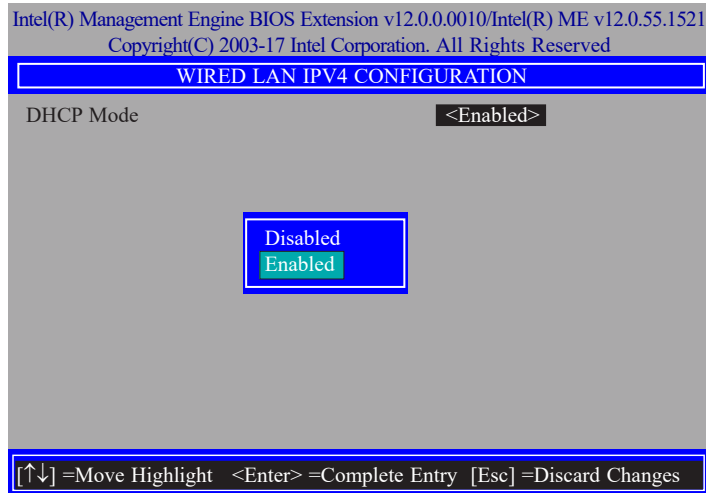 Intel(R) Management Engine BIOS Extension v12.0.0.0010/Intel(R) ME v12.0.55.1521
Copyright(C) 2003-17 Intel Corporation. All Rights Reserved
WIRED LAN IPV4 CONFIGURATION
DHCP Mode <Enabled>
Disabled
Enabled
[↑↓] =Move Highlight <Enter> =Complete Entry [Esc] =Discard Changes